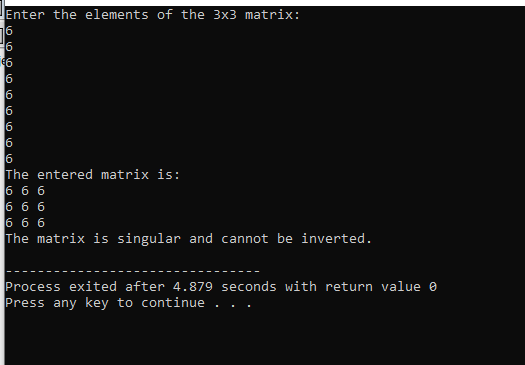 Enter the elements of the 3x3 matrix:
6
6
6
6
6
6
6
6
6
The entered matrix is:
6 6 6
6 6 6
6 6 6
The matrix is singular and cannot be inverted.
--------------------------------
Process exited after 4.879 seconds with return value 0
Press any key to continue . . .